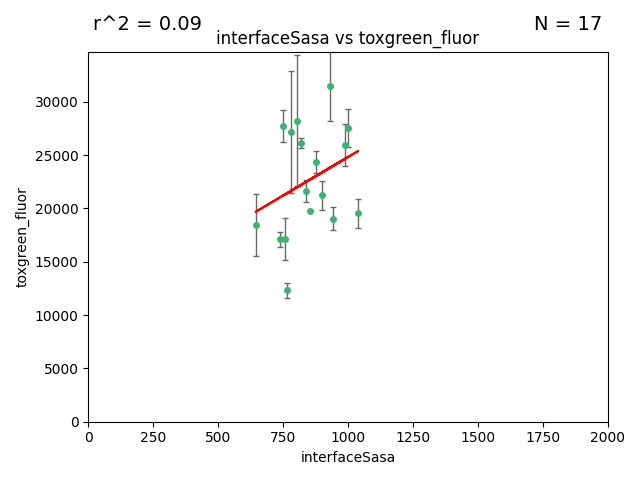 r^2 = 0.09
N = 17
interfaceSasa vs toxgreen_fluor
30000
25000
20000
15000
10000
5000
0
toxgreen_fluor
0 250 500 750 1000 1250 1500 1750 2000
interfaceSasa